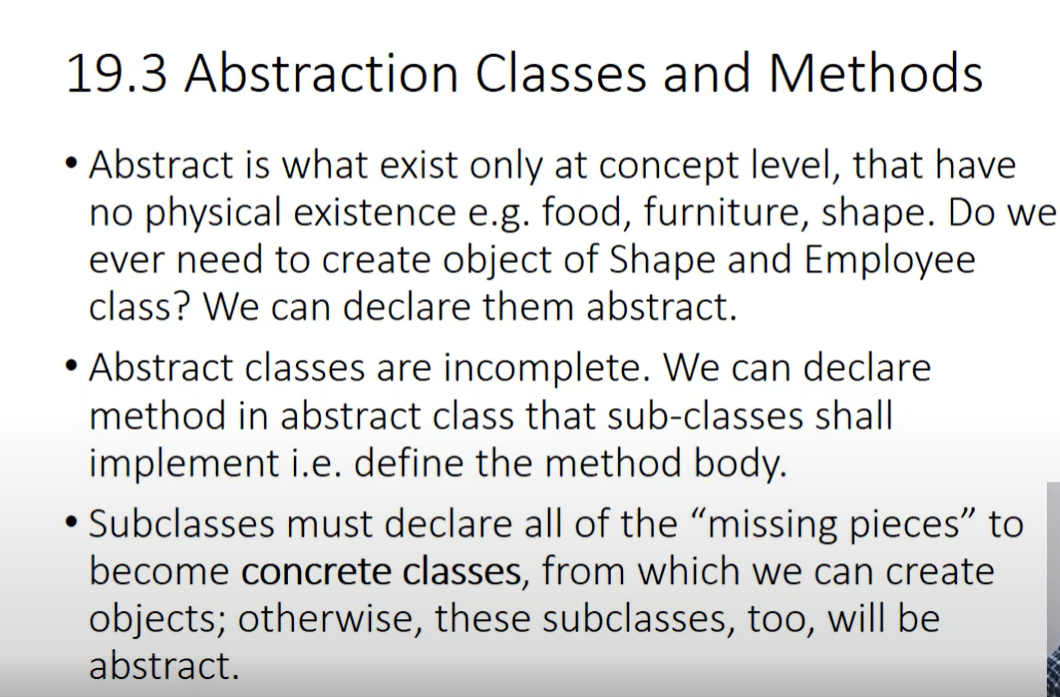 19.3 Abstraction Classes and Methods
• Abstract is what exist only at concept level, that have
no physical existence e.g. food, furniture, shape. Do we
ever need to create object of Shape and Employee
class? We can declare them abstract.
• Abstract classes are incomplete. We can declare
method in abstract class that sub-classes shall
implement i.e. define the method body.
• Subclasses must declare all of the “missing pieces” to
become concrete classes, from which we can create
objects; otherwise, these subclasses, too, will be
abstract.